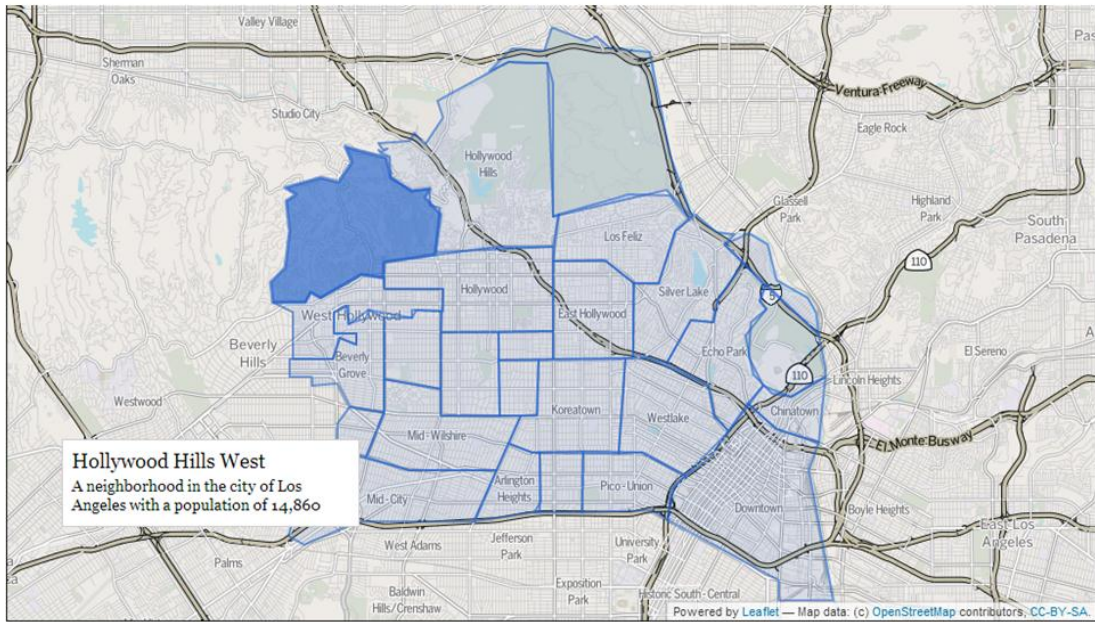 Valley Village
Sherman
Oaks
Studio City
Ventura Freeway
Pas
Eagle Rock
Hollywood
Hills
Glassell
Park
Highland
Park
South
Pasadena
Los Feliz
110
Hollywood
Silver Lake
5
West Hollywood
East Hollywood
Beverly
Hills
Beverly
Grove
Echo Park
El Sereno
110
Lincoln Heights
Westwood
Koreatown
Westlake
Chinatown
Mid - Wilshire
El Monte Busway
Hollywood Hills West
A neighborhood in the city of Los
Angeles with a population of 14,860
Arlington
Heights
Pico - Union
Mid - City
Downtown
Boyle Heights
East Los
Angeles
West Adams
Jefferson
Park
University
Park
Palms
Exposition
Park
Baldwin
Hills/Crenshaw
Historic South - Central
Powered by Leaflet — Map data: (c) OpenStreetMap contributors, CC-BY-SA.